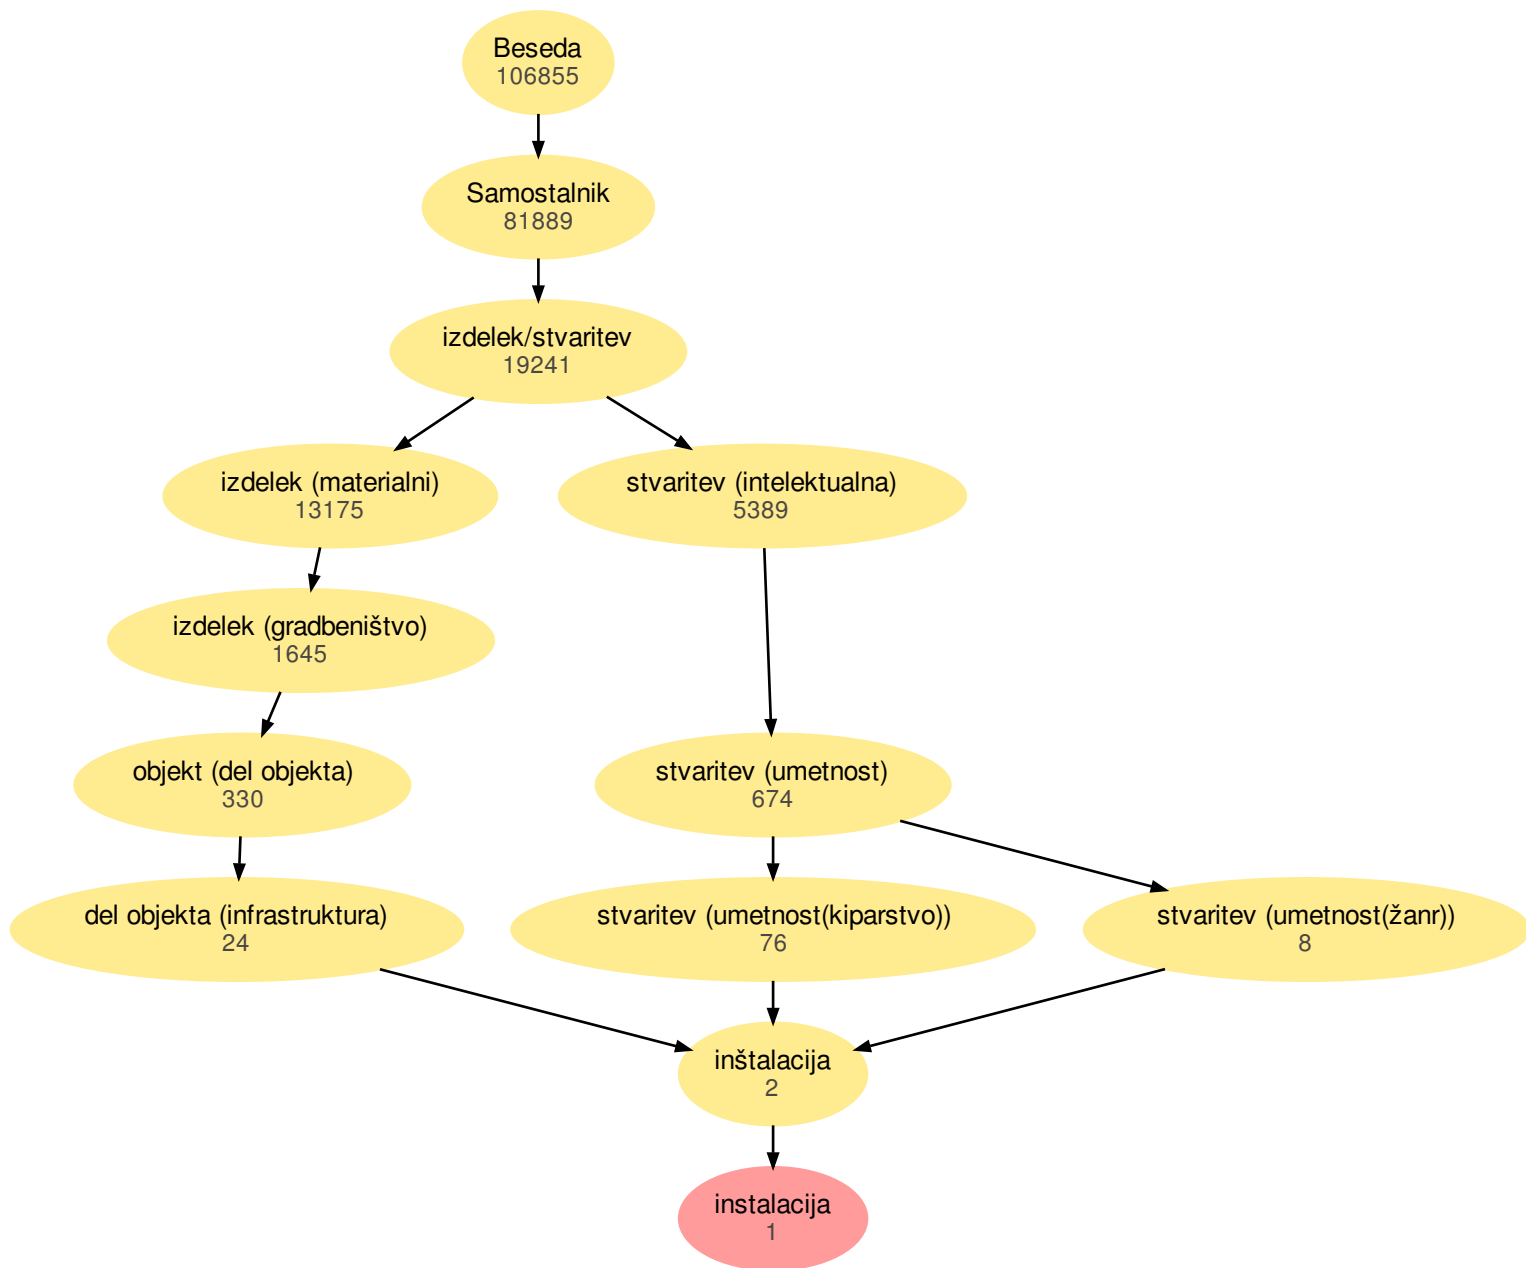 Beseda
106855
Samostalnik
81889
izdelek/stvaritev
19241
izdelek (materialni)
13175
stvaritev (intelektualna)
5389
izdelek (gradbeništvo)
1645
objekt (del objekta)
330
stvaritev (umetnost)
674
del objekta (infrastruktura)
24
stvaritev (umetnost(kiparstvo))
76
stvaritev (umetnost(žanr))
8
inštalacija
2
instalacija
1